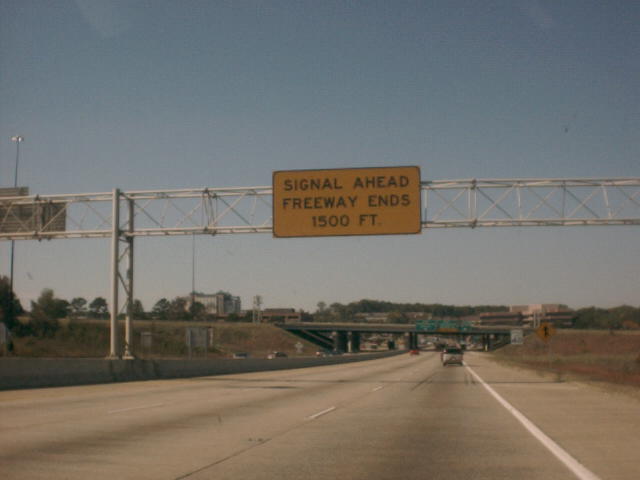 SIGNAL AHEAD
FREEWAY ENDS
1500 FT.